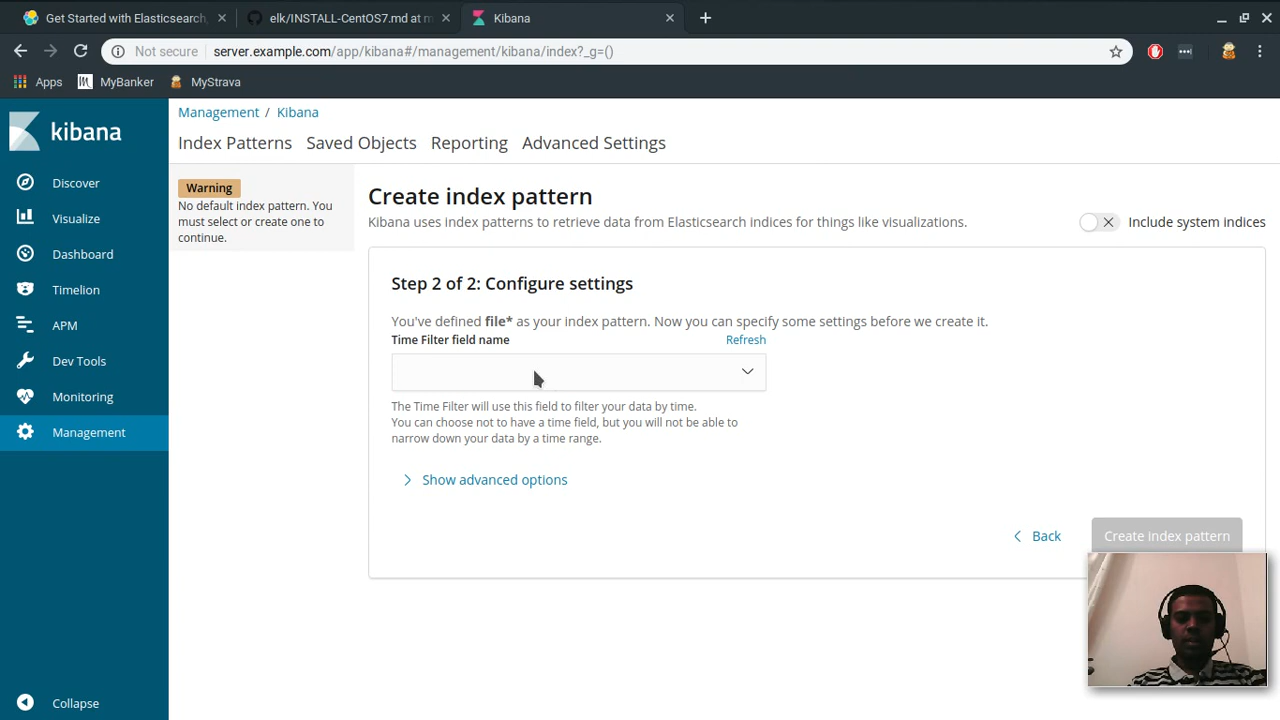 Get Started with Elasticsearch,
elk/INSTALL-CentOS7.md at m
Kibana
Not secure
server.example.com/app/kibana#/management/kibana/index?_g=()
Apps
MyBanker
MyStrava
kibana
Discover
Visualize
Dashboard
Timelion
APM
Dev Tools
Monitoring
Management
Collapse
Management / Kibana
Index Patterns
Saved Objects
Reporting
Advanced Settings
Warning
No default index pattern. You
must select or create one to
continue.
Create index pattern
Kibana uses index patterns to retrieve data from Elasticsearch indices for things like visualizations.
Include system indices
Step 2 of 2: Configure settings
You've defined file* as your index pattern. Now you can specify some settings before we create it.
Time Filter field name
Refresh
The Time Filter will use this field to filter your data by time.
You can choose not to have a time field, but you will not be able to
narrow down your data by a time range.
Show advanced options
Back
Create index pattern